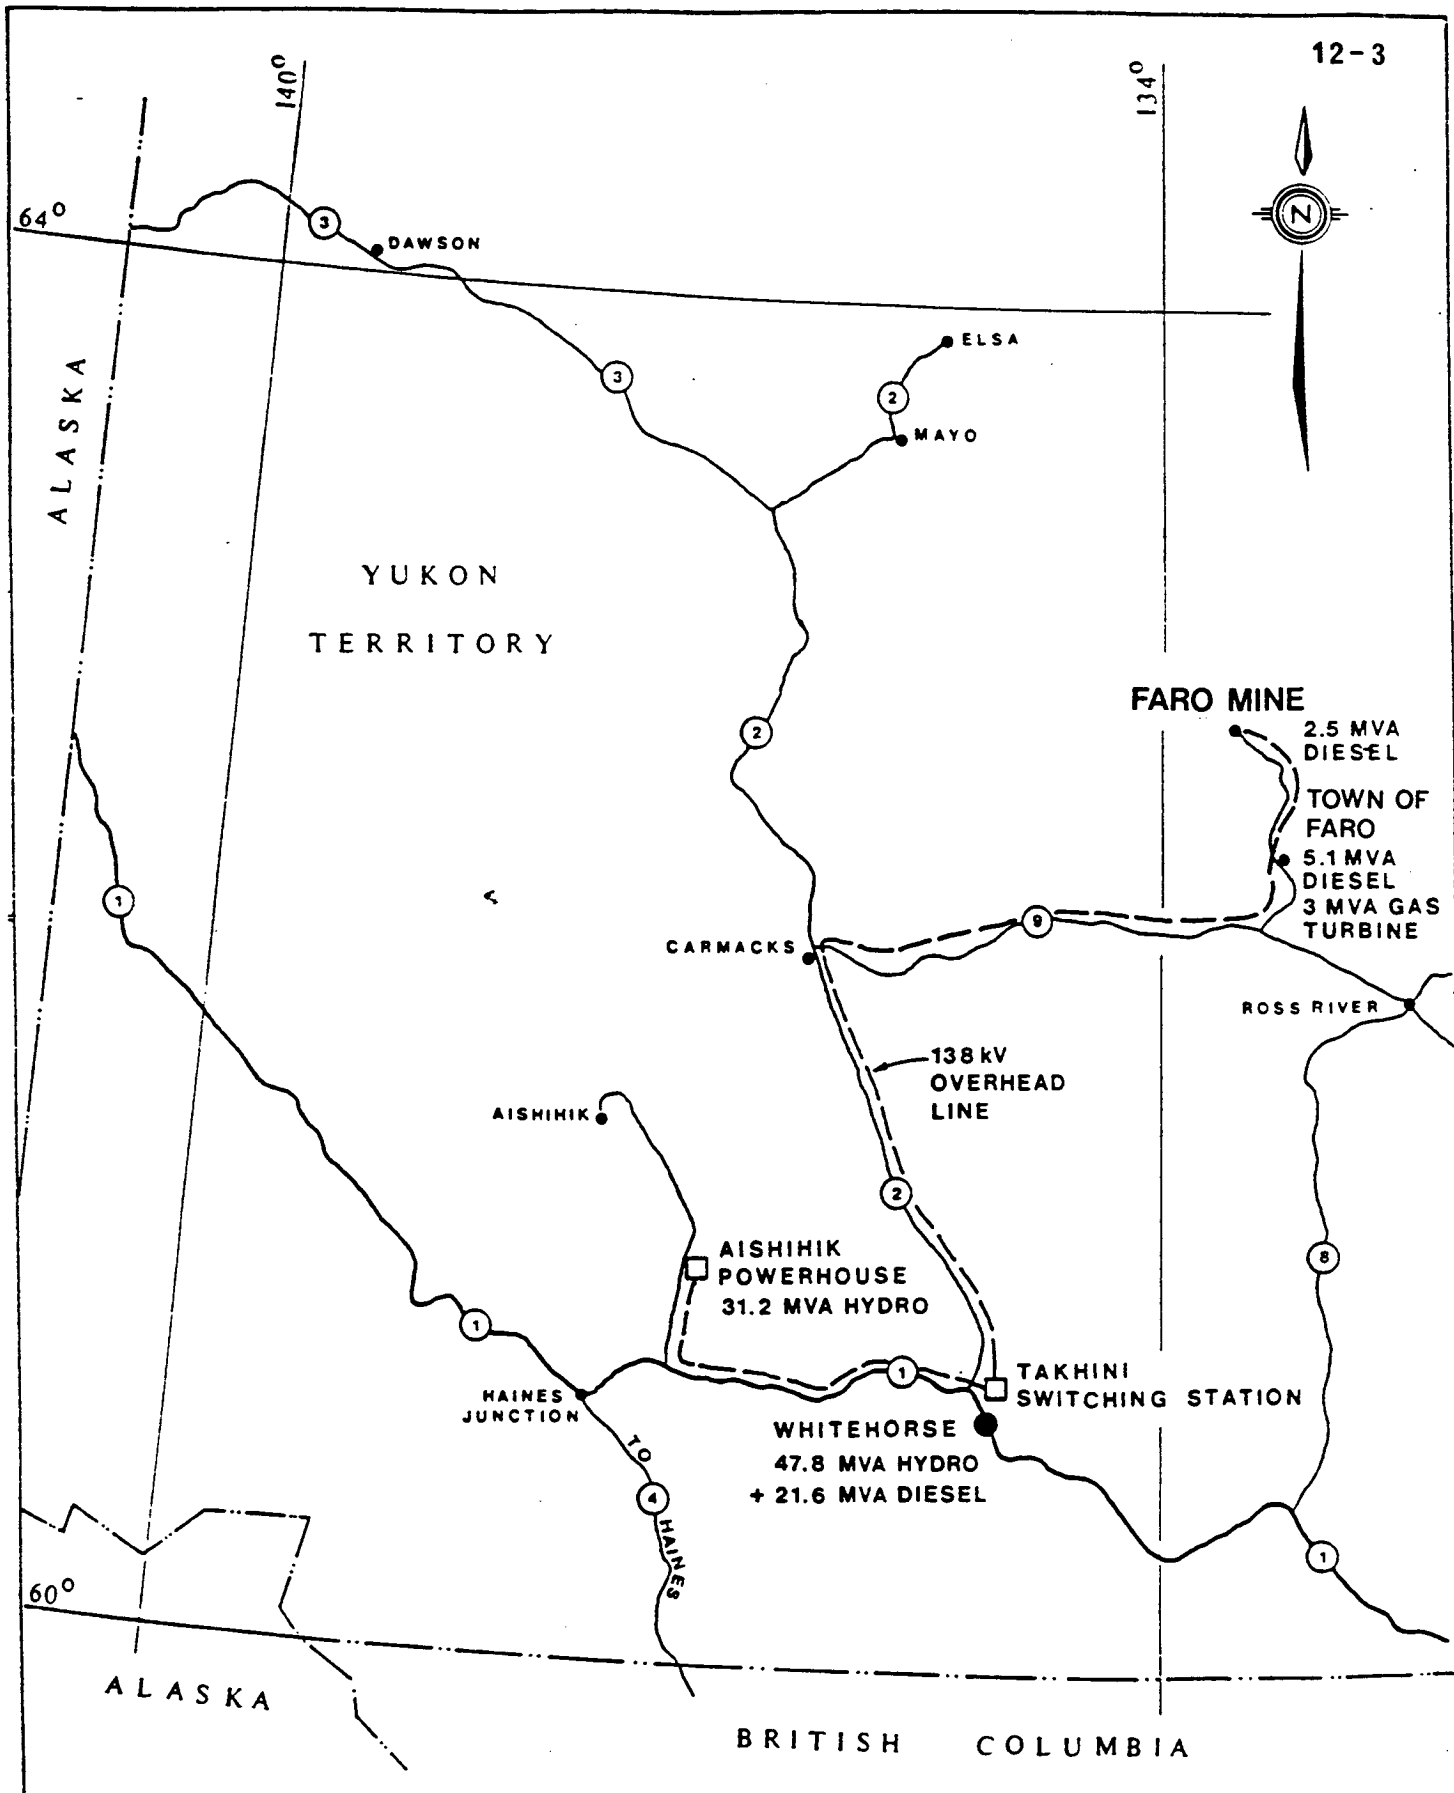 12-3
140°
134°
N
64°
3
DAWSON
ELSA
3
2
MAYO
ALASKA
YUKON
TERRITORY
FARO MINE
2.5 MVA
DIESEL
2
TOWN OF
FARO
5.1 MVA
DIESEL
3 MVA GAS
TURBINE
1
9
CARMACKS
ROSS RIVER
138 kV
OVERHEAD
LINE
AISHIHIK
2
AISHIHIK
POWERHOUSE
31.2 MVA HYDRO
8
1
1
TAKHINI
SWITCHING STATION
HAINES
JUNCTION
WHITEHORSE
47.8 MVA HYDRO
+ 21.6 MVA DIESEL
TO
4
HAINES
1
60°
ALASKA
BRITISH COLUMBIA